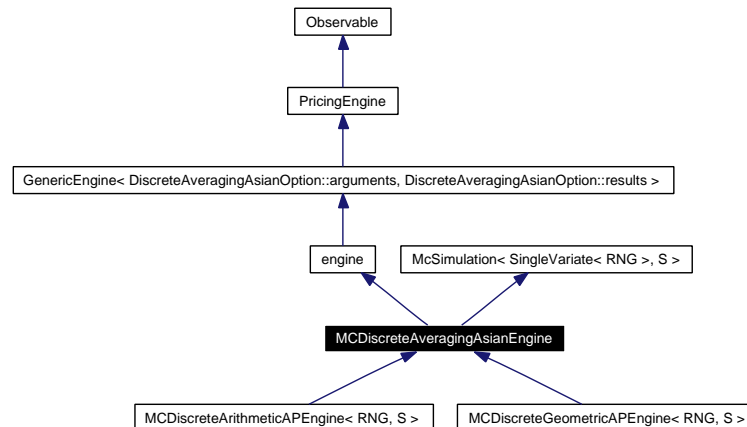 Observable
PricingEngine
GenericEngine< DiscreteAveragingAsianOption::arguments, DiscreteAveragingAsianOption::results >
engine
McSimulation< SingleVariate< RNG >, S >
MCDiscreteAveragingAsianEngine
MCDiscreteArithmeticAPEngine< RNG, S >
MCDiscreteGeometricAPEngine< RNG, S >